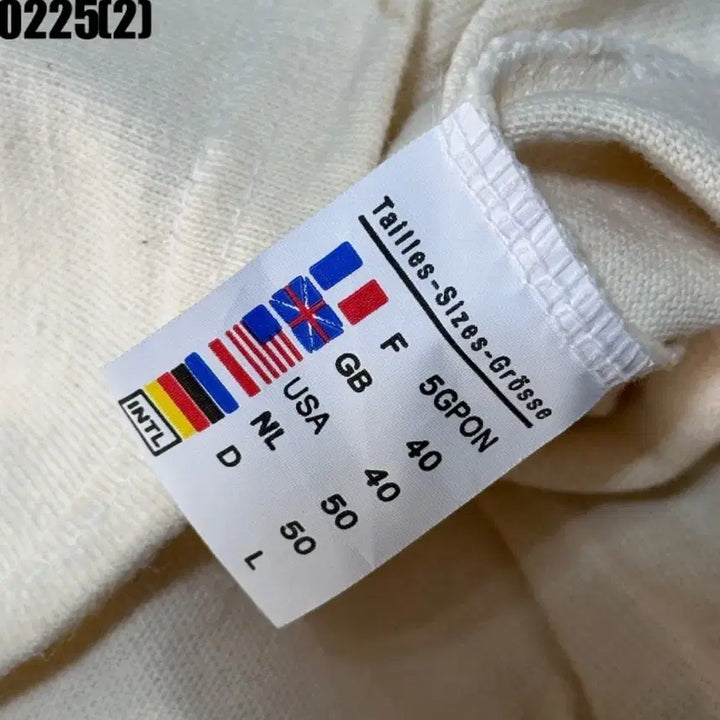 0225(2)
Tailles-Sizes-Grösse
F 5GPON
GB 40
USA 40
NL 50
D 50
INTL L